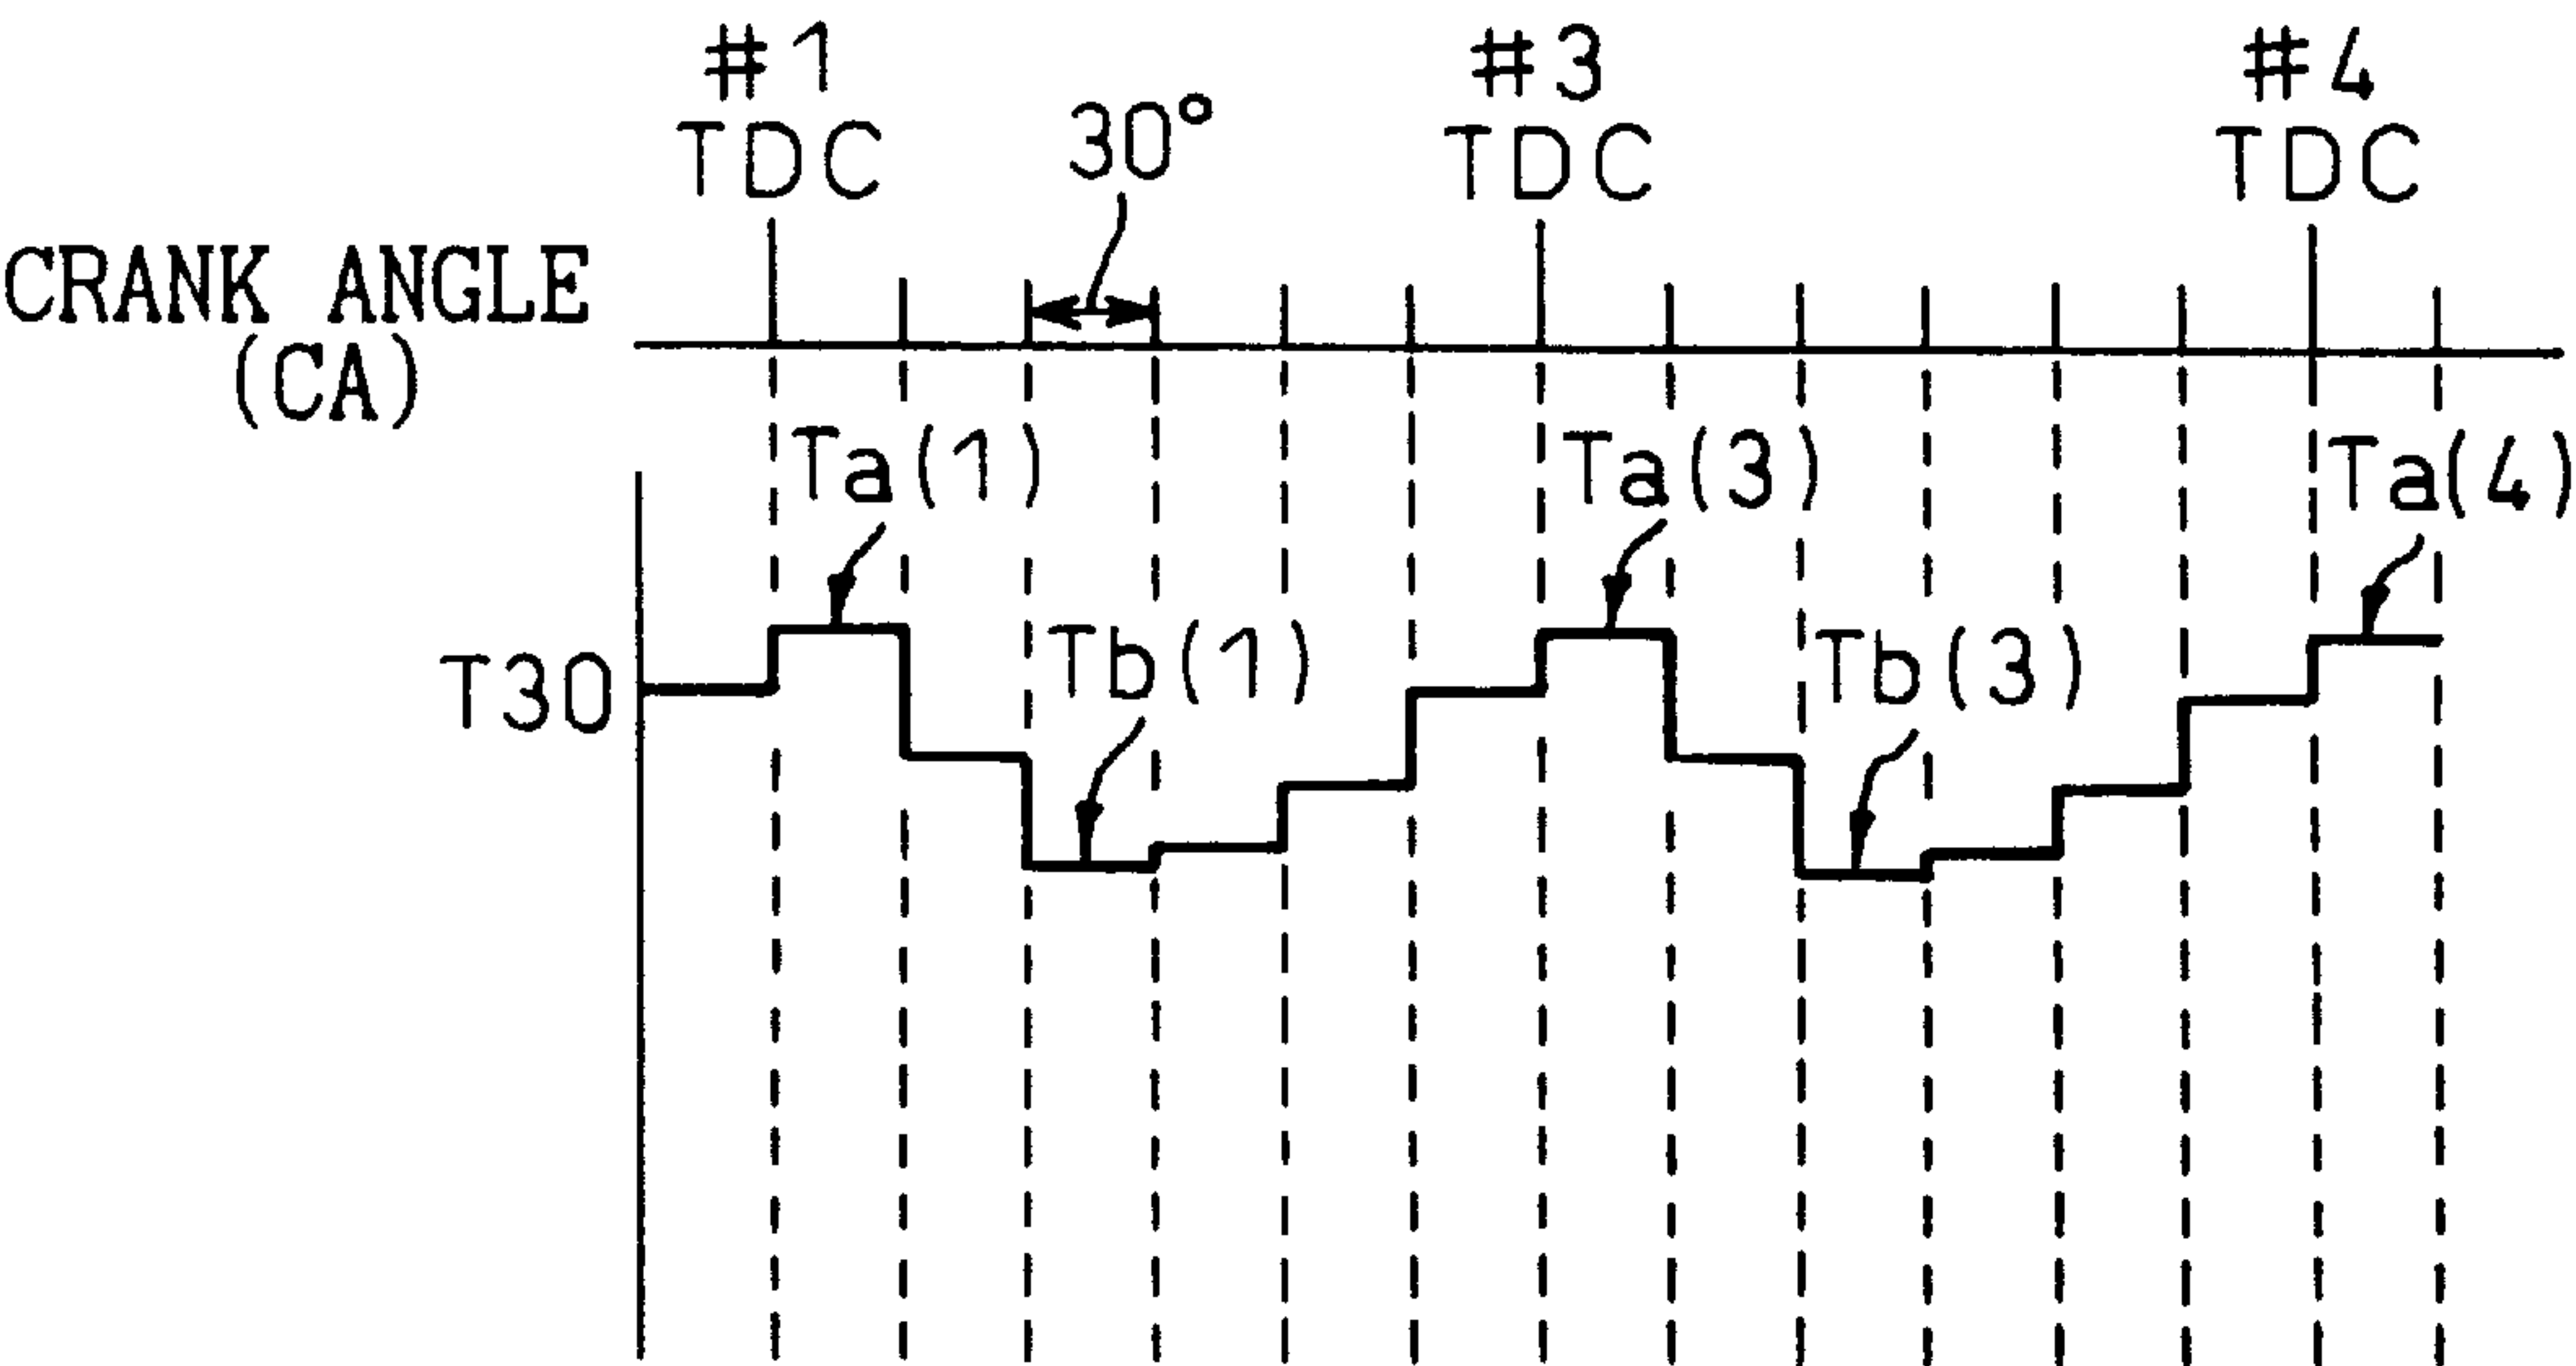 #1
TDC
30°
#3
TDC
#4
TDC
CRANK ANGLE
(CA)
Ta(1)
Ta(3)
Ta(4)
T30
Tb(1)
Tb(3)